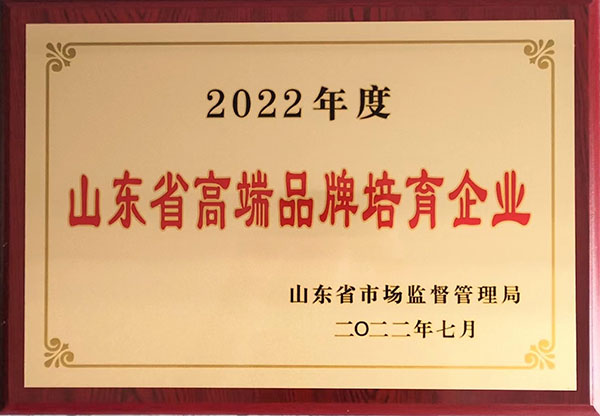 2022年度
山东省高端品牌培育企业
山东省市场监督管理局
二〇二二年七月